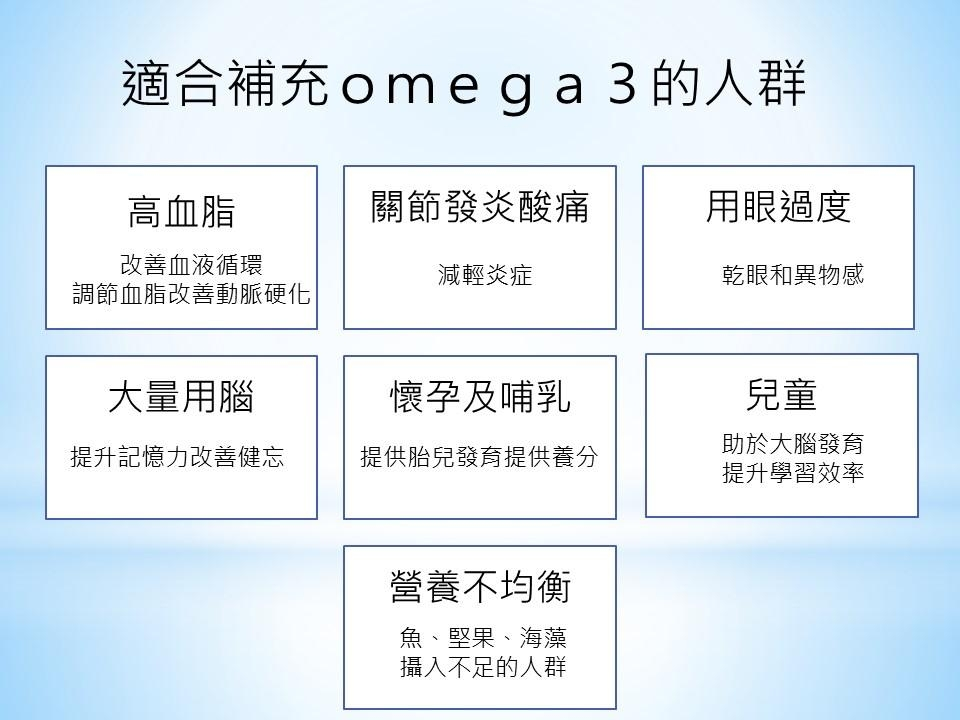 適合補充ｏｍｅｇａ３的人群
高血脂
改善血液循環
調節血脂改善動脈硬化
關節發炎酸痛
減輕炎症
用眼過度
乾眼和異物感
大量用腦
提升記憶力改善健忘
懷孕及哺乳
提供胎兒發育提供養分
兒童
助於大腦發育
提升學習效率
營養不均衡
魚、堅果、海藻
攝入不足的人群